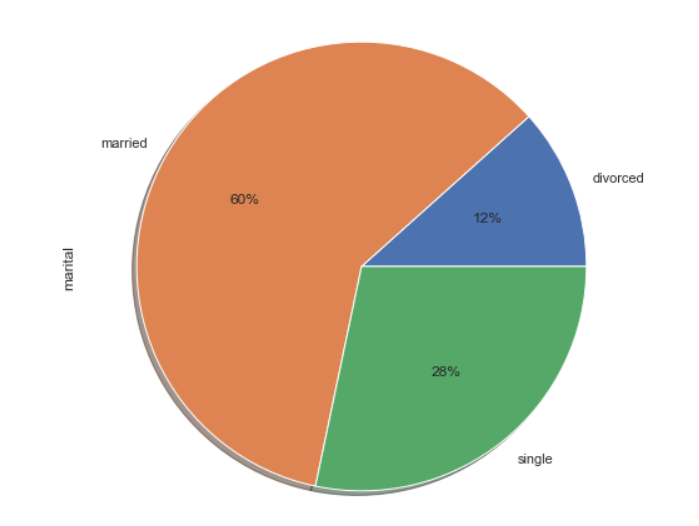 married
60%
divorced
12%
marital
28%
single